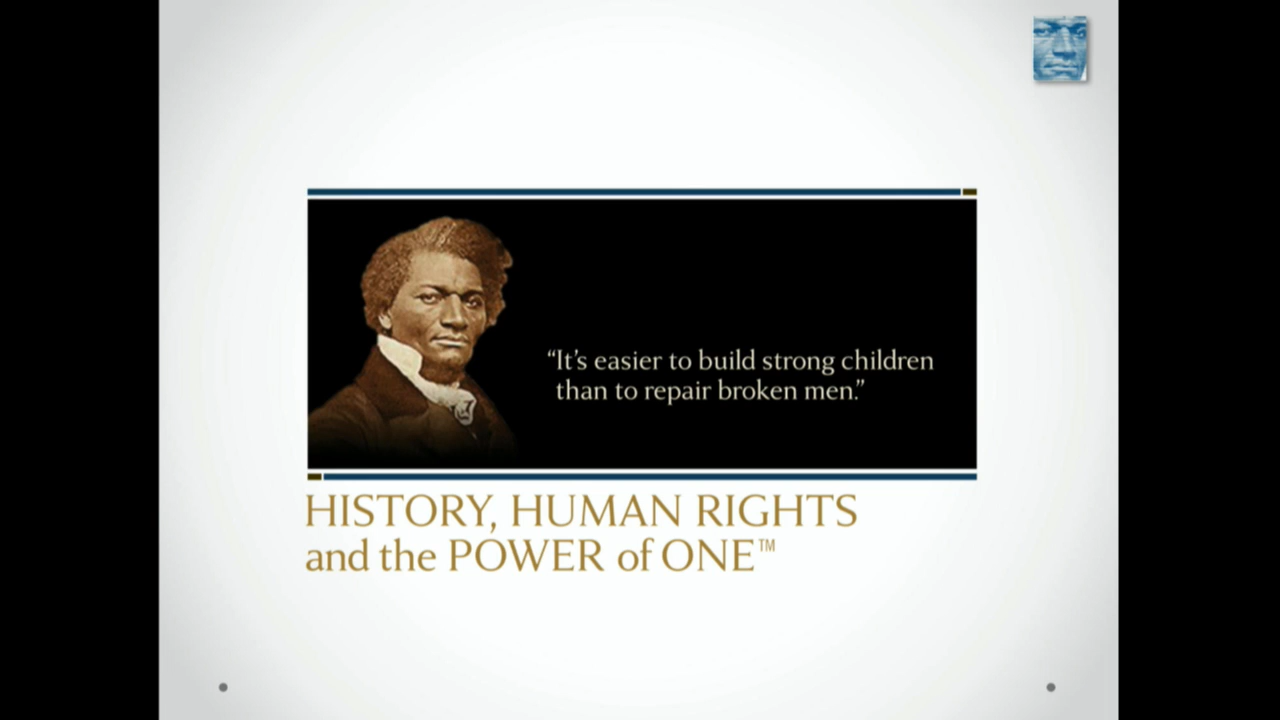 “It’s easier to build strong children
than to repair broken men.”
HISTORY, HUMAN RIGHTS
and the POWER of ONE™